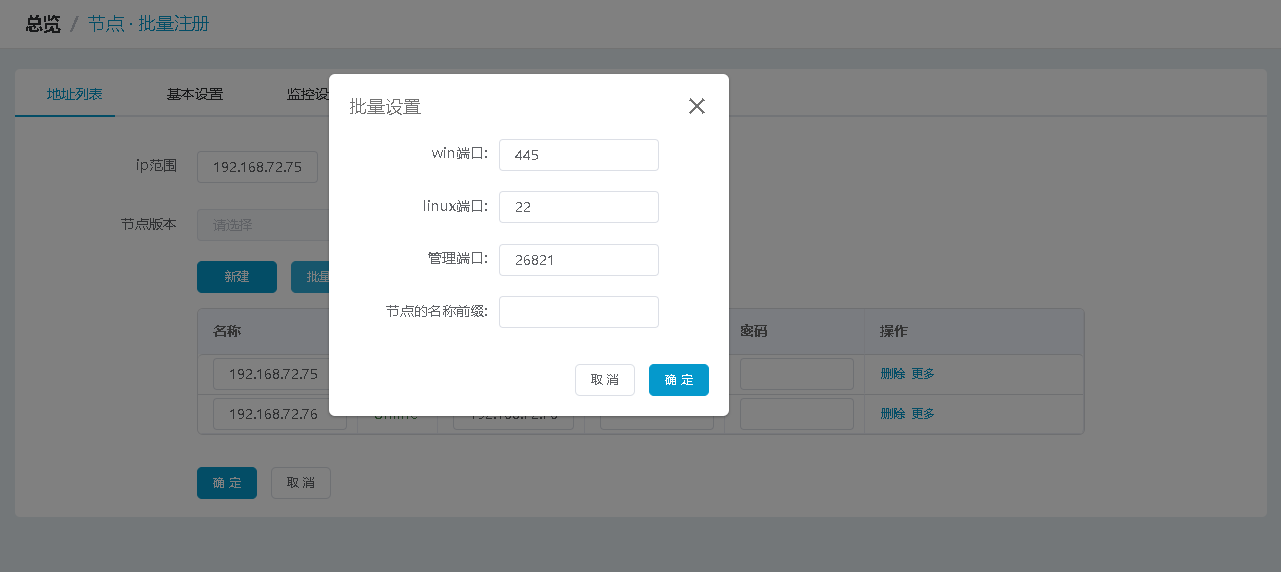 总览 / 节点 · 批量注册
地址列表 基本设置 监控设
批量设置
win端口: 445
ip范围 192.168.72.75
linux端口: 22
节点版本 请选择
管理端口: 26821
新建 批量
节点的名称前缀:
名称 密码 操作
192.168.72.75 删除 更多
取消 确定
192.168.72.76 Online 192.168.72.76 删除 更多
确定 取消